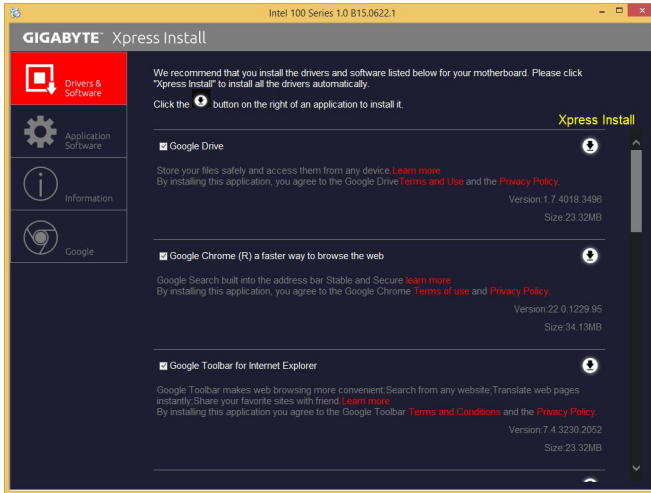 Intel 100 Series 1.0 B15.0622.1
GIGABYTE™ Xpress Install
Drivers &
Software
Application
Software
Information
Google
We recommend that you install the drivers and software listed below for your motherboard. Please click
"Xpress Install" to install all the drivers automatically.
Click the button on the right of an application to install it.
Xpress Install
Google Drive
Store your files safely and access them from any device.Learn more
By installing this application, you agree to the Google DriveTerms and Use and the Privacy Policy.
Version:1.7.4018.3496
Size:23.32MB
Google Chrome (R) a faster way to browse the web
Google Search built into the address bar Stable and Secure learn more
By installing this application, you agree to the Google Chrome Terms of use and Privacy Policy.
Version:22.0.1229.95
Size:34.13MB
Google Toolbar for Internet Explorer
Google Toolbar makes web browsing more convenient:Search from any website;Translate web pages
instantly;Share your favorite sites with friend.Learn more
By installing this application you agree to the Google Toolbar Terms and Conditions and the Privacy Policy.
Version:7.4.3230.2052
Size:23.32MB